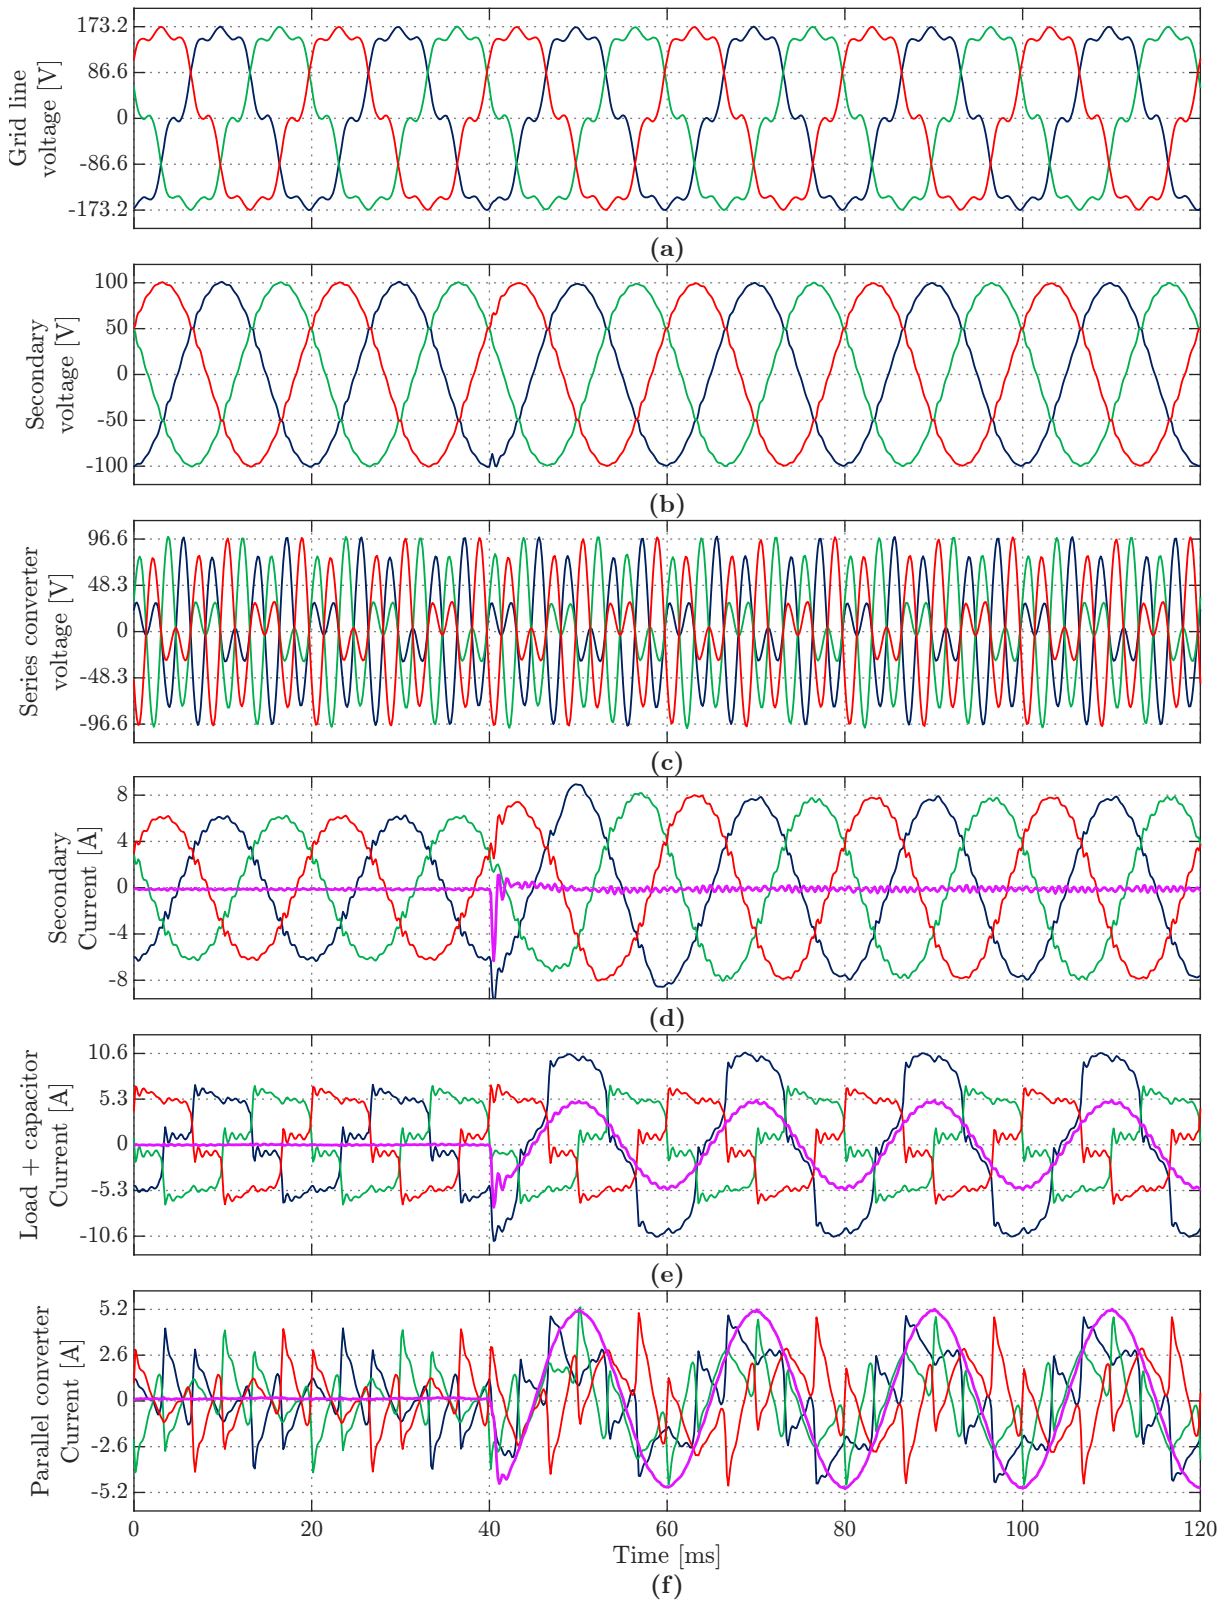 173.2
86.6
0
-86.6
-173.2
Grid line
voltage [V]
(a)
100
50
0
-50
-100
Secondary
voltage [V]
(b)
96.6
48.3
0
-48.3
-96.6
Series converter
voltage [V]
(c)
8
4
0
-4
-8
Secondary
Current [A]
(d)
10.6
5.3
0
-5.3
-10.6
Load + capacitor
Current [A]
(e)
5.2
2.6
0
-2.6
-5.2
Parallel converter
Current [A]
0 20 40 60 80 100 120
Time [ms]
(f)